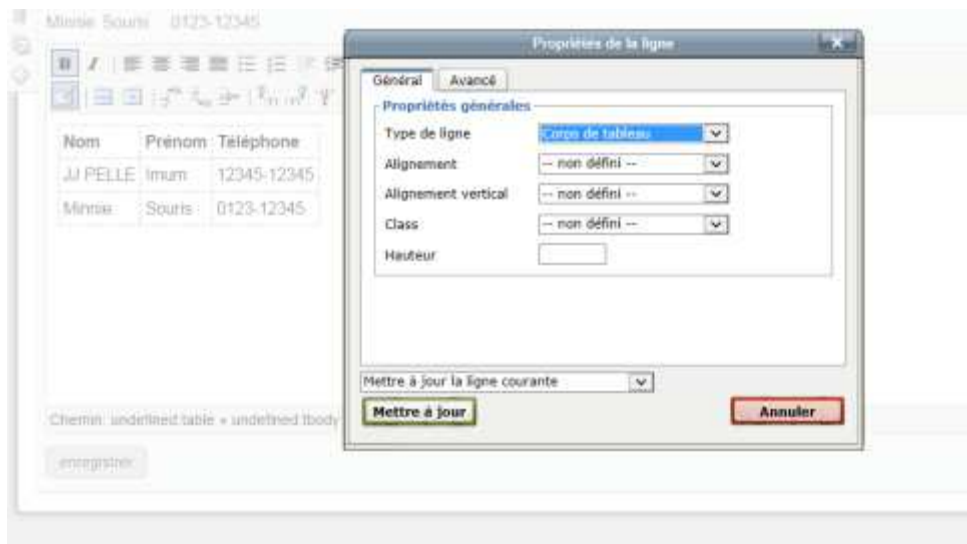 Minnie Souris 0123-12345
Propriétés de la ligne
Général Avancé
Propriétés générales
Type de ligne Corps de tableau
Alignement -- non défini --
Alignement vertical -- non défini --
Class -- non défini --
Hauteur
Nom Prénom Téléphone
JJ PELLE Imum 12345-12345
Minnie Souris 0123-12345
Mettre à jour la ligne courante
Mettre à jour Annuler
Chemin: undefined table » undefined tbody
enregistrer